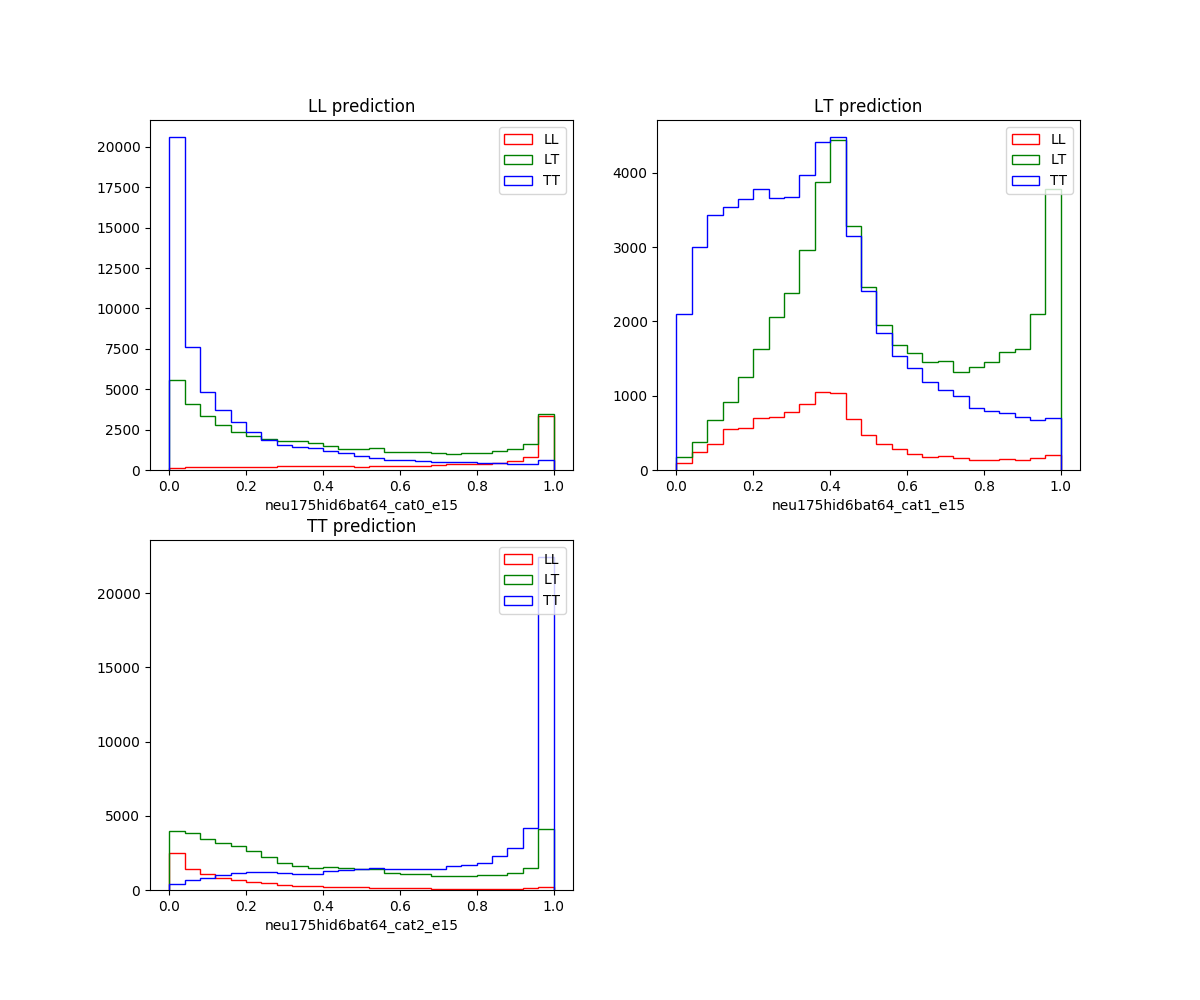 LL prediction
20000
17500
15000
12500
10000
7500
5000
2500
0
LL
LT
TT
0.0 0.2 0.4 0.6 0.8 1.0
neu175hid6bat64_cat0_e15
LT prediction
4000
3000
2000
1000
0
LL
LT
TT
0.0 0.2 0.4 0.6 0.8 1.0
neu175hid6bat64_cat1_e15
TT prediction
20000
15000
10000
5000
0
LL
LT
TT
0.0 0.2 0.4 0.6 0.8 1.0
neu175hid6bat64_cat2_e15